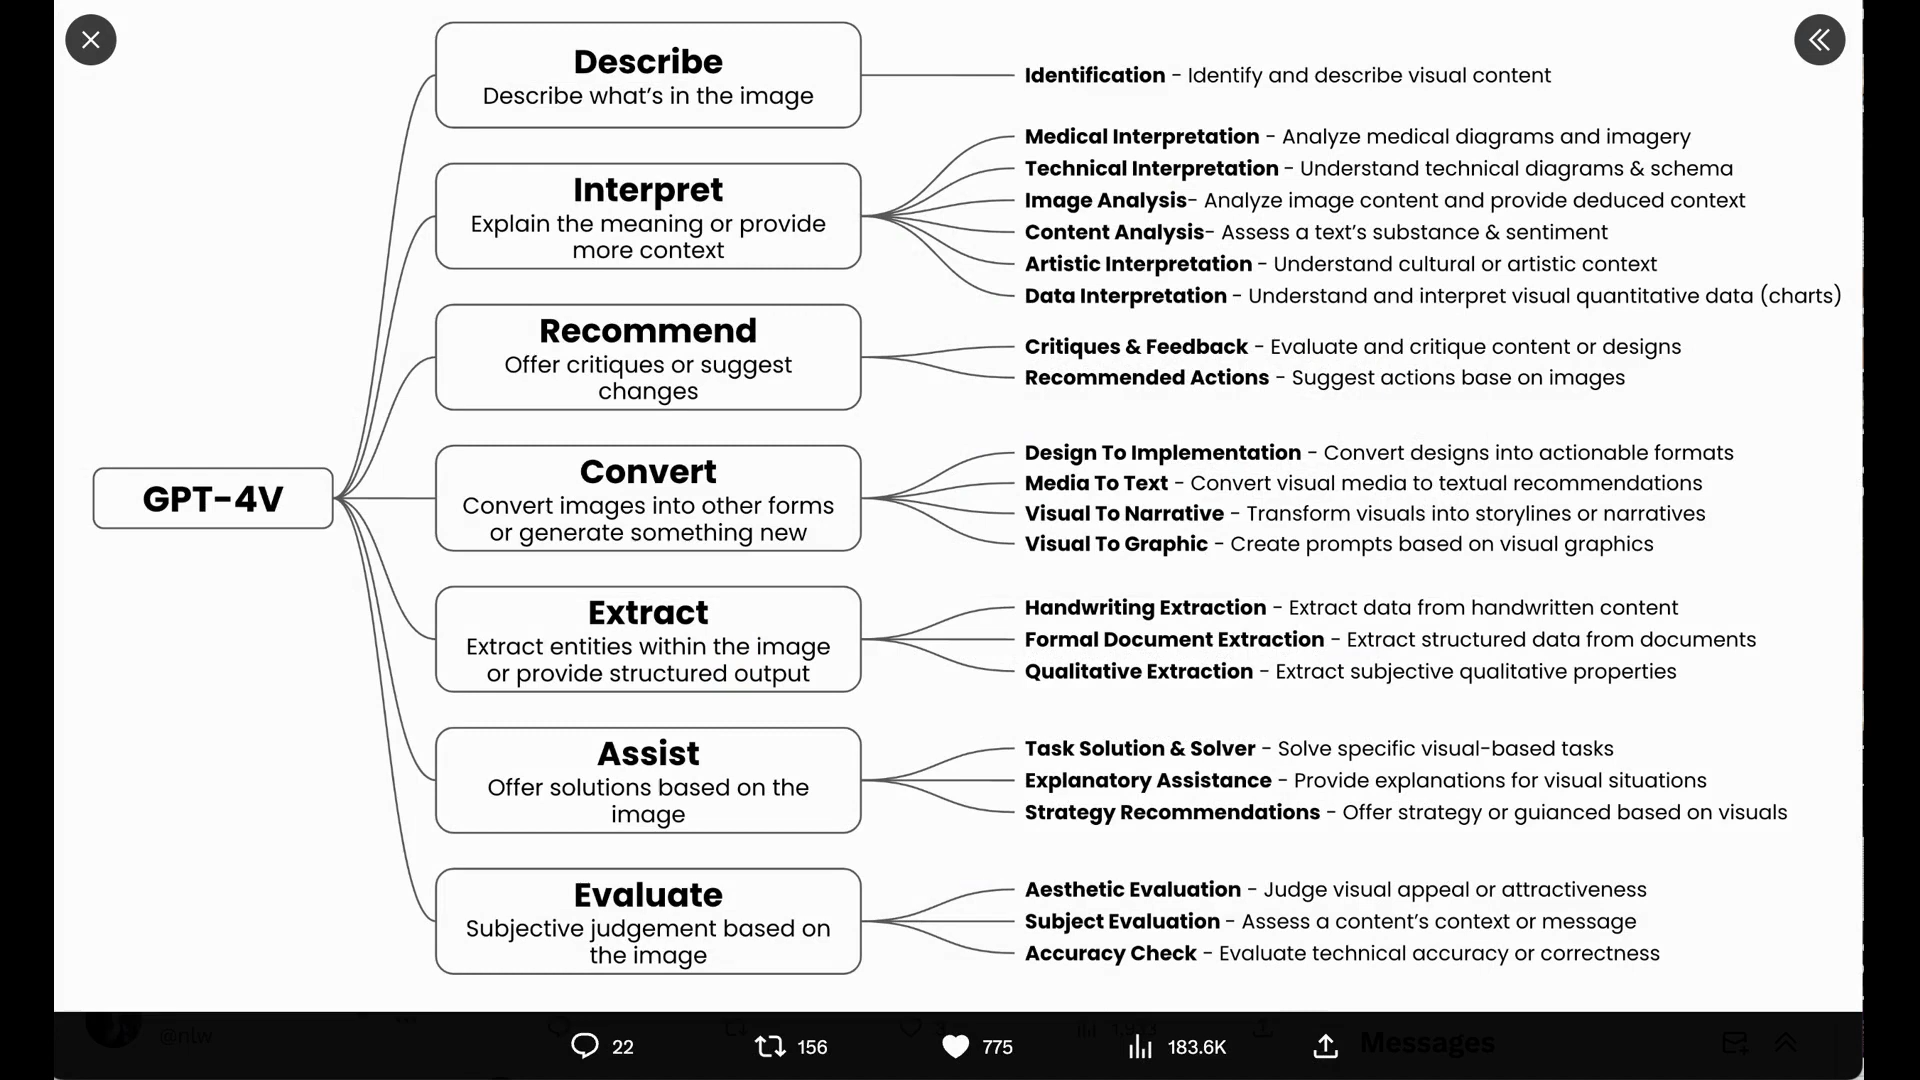 Describe
Describe what's in the image
Identification - Identify and describe visual content
Interpret
Explain the meaning or provide
more context
Medical Interpretation - Analyze medical diagrams and imagery
Technical Interpretation - Understand technical diagrams & schema
Image Analysis- Analyze image content and provide deduced context
Content Analysis- Assess a text's substance & sentiment
Artistic Interpretation - Understand cultural or artistic context
Data Interpretation - Understand and interpret visual quantitative data (charts)
Recommend
Offer critiques or suggest
changes
Critiques & Feedback - Evaluate and critique content or designs
Recommended Actions - Suggest actions base on images
GPT-4V
Convert
Convert images into other forms
or generate something new
Design To Implementation - Convert designs into actionable formats
Media To Text - Convert visual media to textual recommendations
Visual To Narrative - Transform visuals into storylines or narratives
Visual To Graphic - Create prompts based on visual graphics
Extract
Extract entities within the image
or provide structured output
Handwriting Extraction - Extract data from handwritten content
Formal Document Extraction - Extract structured data from documents
Qualitative Extraction - Extract subjective qualitative properties
Assist
Offer solutions based on the
image
Task Solution & Solver - Solve specific visual-based tasks
Explanatory Assistance - Provide explanations for visual situations
Strategy Recommendations - Offer strategy or guianced based on visuals
Evaluate
Subjective judgement based on
the image
Aesthetic Evaluation - Judge visual appeal or attractiveness
Subject Evaluation - Assess a content's context or message
Accuracy Check - Evaluate technical accuracy or correctness
@nlw
22 156 775 183.6K
Messages